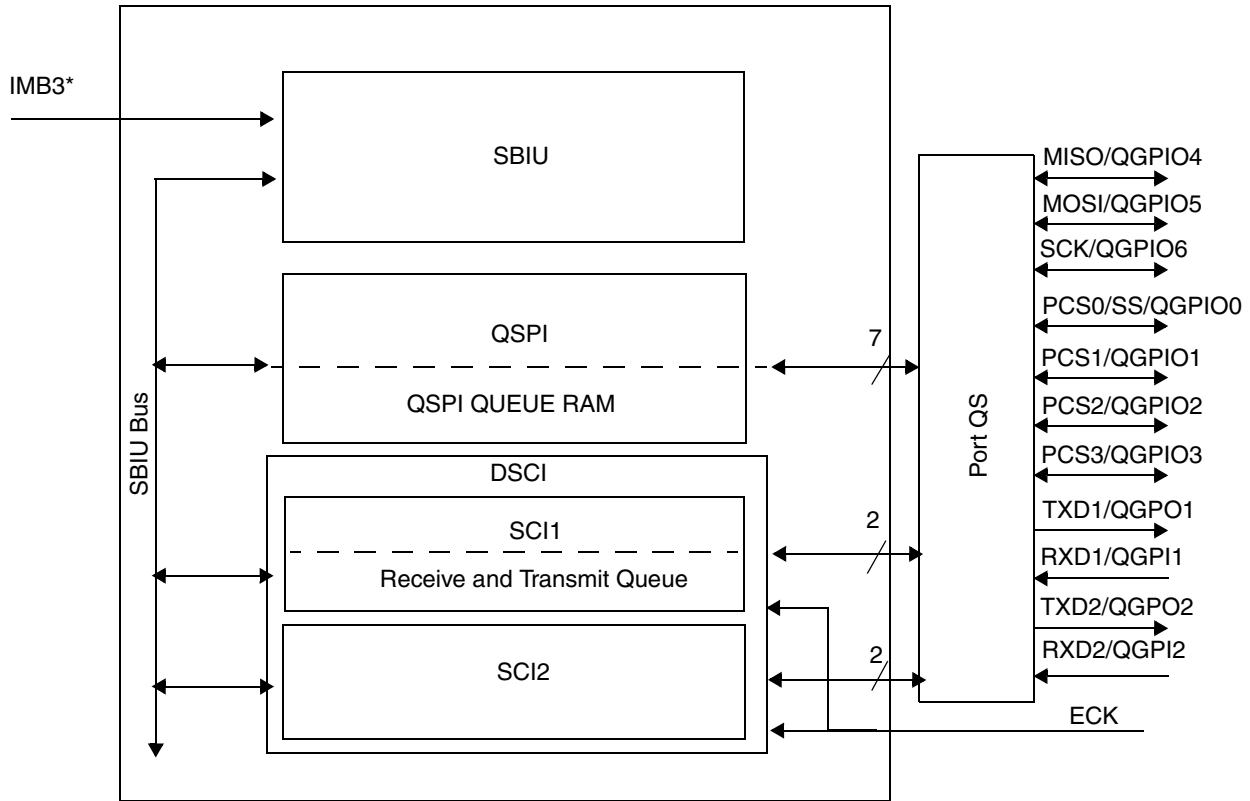 IMB3*
SBIU
SBIU Bus
QSPI
QSPI QUEUE RAM
7
DSCI
SCI1
Receive and Transmit Queue
2
SCI2
2
Port QS
MISO/QGPIO4
MOSI/QGPIO5
SCK/QGPIO6
PCS0/SS/QGPIO0
PCS1/QGPIO1
PCS2/QGPIO2
PCS3/QGPIO3
TXD1/QGPO1
RXD1/QGPI1
TXD2/QGPO2
RXD2/QGPI2
ECK